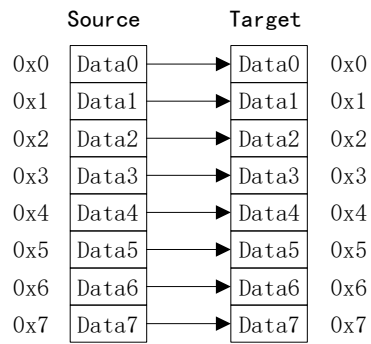 Source Target
0x0 Data0 Data0 0x0
0x1 Data1 Data1 0x1
0x2 Data2 Data2 0x2
0x3 Data3 Data3 0x3
0x4 Data4 Data4 0x4
0x5 Data5 Data5 0x5
0x6 Data6 Data6 0x6
0x7 Data7 Data7 0x7